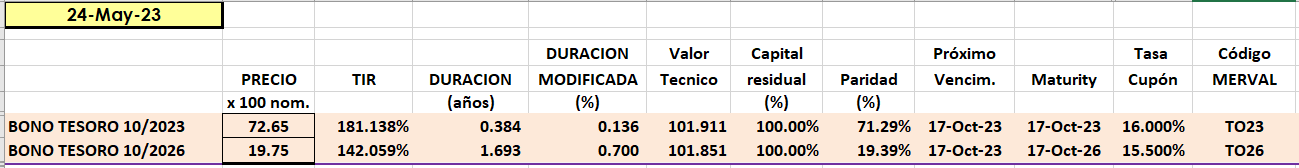 24-May-23
DURACION Valor Capital Próximo Tasa Código
PRECIO TIR DURACION MODIFICADA Tecnico residual Paridad Vencim. Maturity Cupón MERVAL
x 100 nom. (años) (%) (%) (%)
BONO TESORO 10/2023 72.65 181.138% 0.384 0.136 101.911 100.00% 71.29% 17-Oct-23 17-Oct-23 16.000% TO23
BONO TESORO 10/2026 19.75 142.059% 1.693 0.700 101.851 100.00% 19.39% 17-Oct-23 17-Oct-26 15.500% TO26